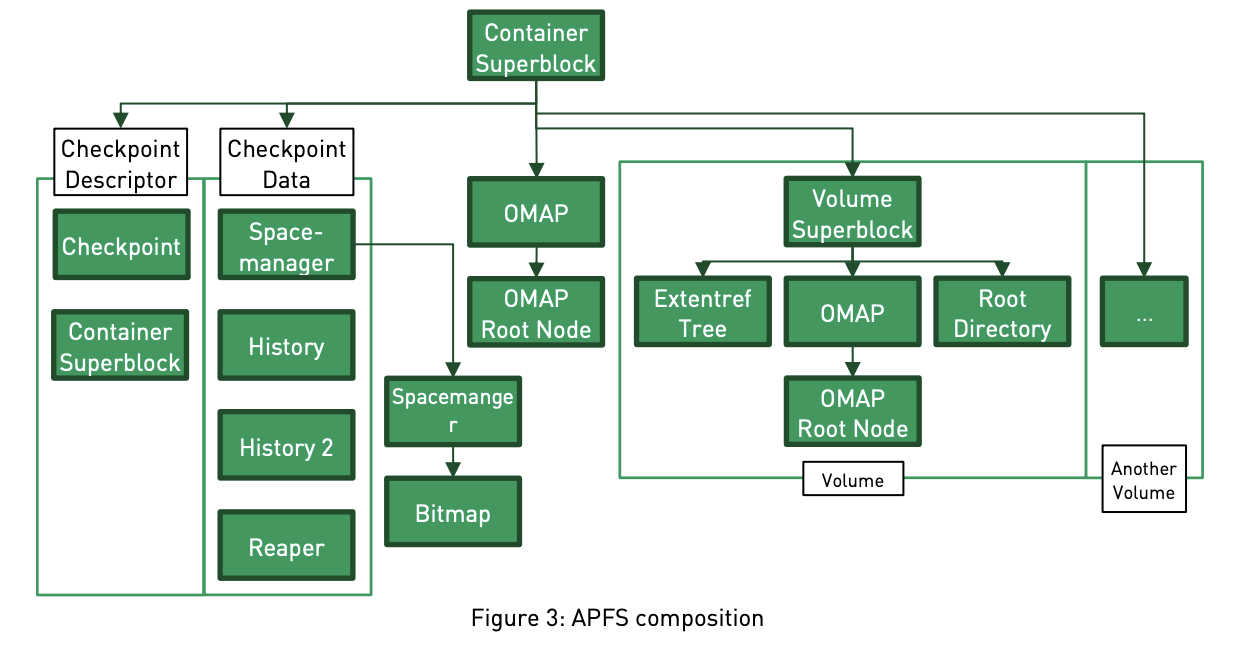 Container
Superblock
Checkpoint
Descriptor
Checkpoint
Data
Checkpoint
Container
Superblock
Space-
manager
History
History 2
Reaper
Spacemange
r
Bitmap
OMAP
OMAP
Root Node
Volume
Superblock
Extentref
Tree
OMAP
Root
Directory
OMAP
Root Node
Volume
...
Another
Volume
Figure 3: APFS composition